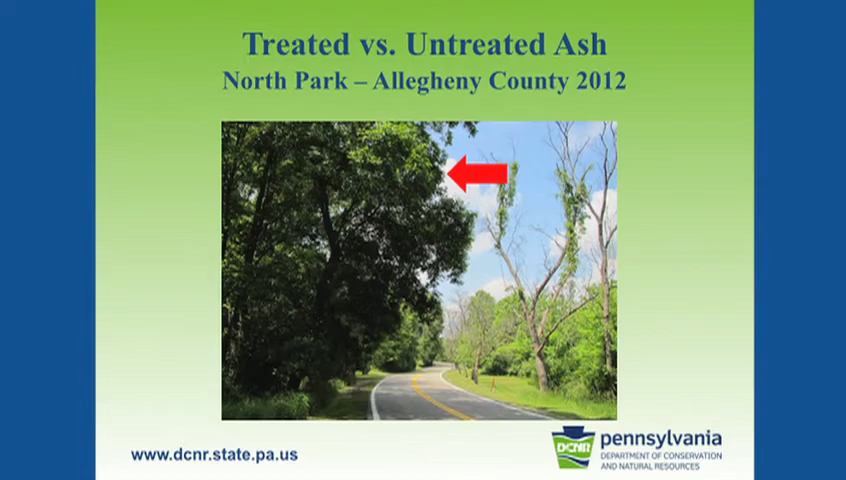 Treated vs. Untreated Ash
North Park – Allegheny County 2012
www.dcnr.state.pa.us
DCNR
pennsylvania
DEPARTMENT OF CONSERVATION
AND NATURAL RESOURCES